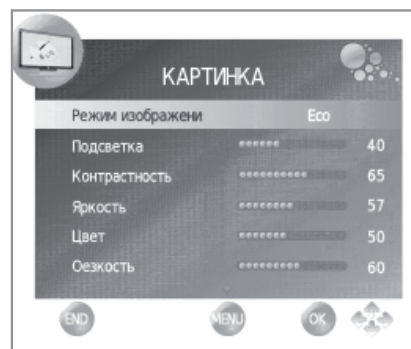 КАРТИНКА
Режим изображени Eco
Подсветка 40
Контрастность 65
Яркость 57
Цвет 50
Оезкость 60
END MENU OK